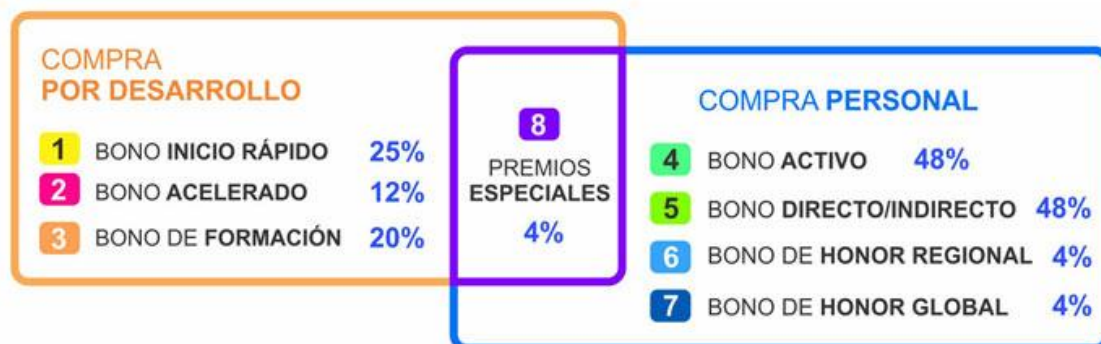 COMPRA
POR DESARROLLO
1 BONO INICIO RÁPIDO 25%
2 BONO ACELERADO 12%
3 BONO DE FORMACIÓN 20%
8
PREMIOS
ESPECIALES
4%
COMPRA PERSONAL
4 BONO ACTIVO 48%
5 BONO DIRECTO/INDIRECTO 48%
6 BONO DE HONOR REGIONAL 4%
7 BONO DE HONOR GLOBAL 4%